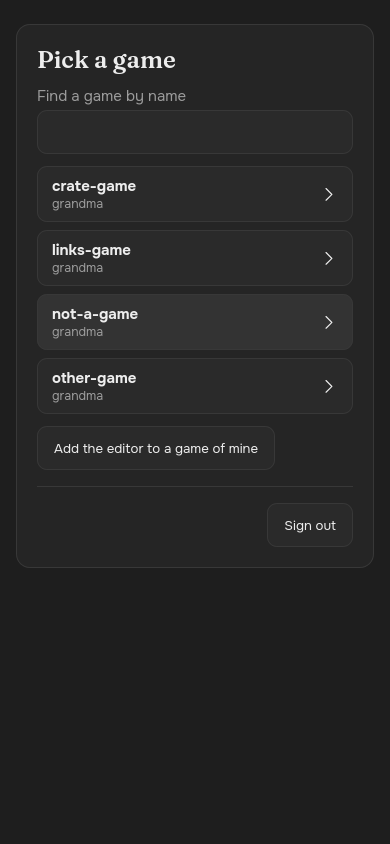 Pick a game
Find a game by name
crate-game
grandma
links-game
grandma
not-a-game
grandma
other-game
grandma
Add the editor to a game of mine
Sign out